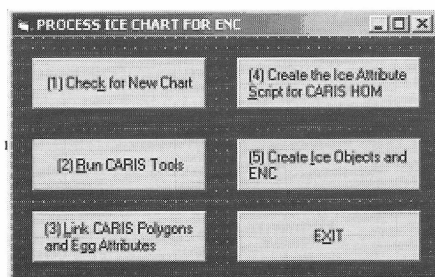 PROCESS ICE CHART FOR ENC
(1) Check for New Chart
(2) Run CARIS Tools
(3) Link CARIS Polygons
and Egg Attributes
(4) Create the Ice Attribute
Script for CARIS HOM
(5) Create Ice Objects and
ENC
EXIT